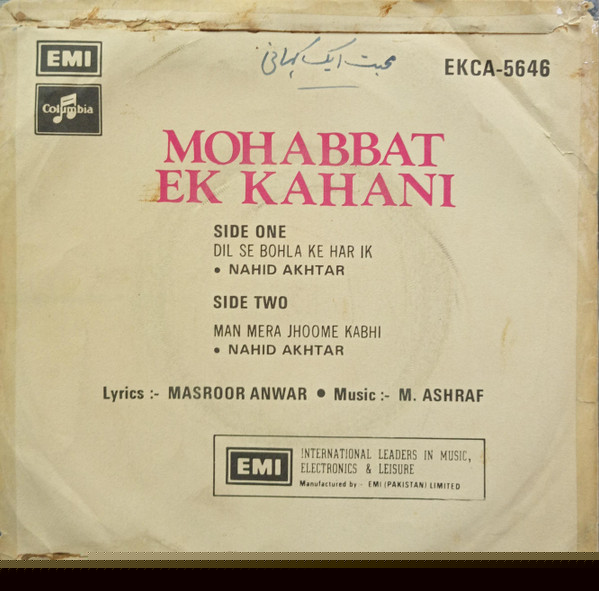 EMI
محبت ایک کہانی
EKCA-5646
Columbia
MOHABBAT
EK KAHANI
SIDE ONE
DIL SE BOHLA KE HAR IK
• NAHID AKHTAR
SIDE TWO
MAN MERA JHOOME KABHI
• NAHID AKHTAR
Lyrics :- MASROOR ANWAR • Music :- M. ASHRAF
EMI
INTERNATIONAL LEADERS IN MUSIC,
ELECTRONICS & LEISURE
Manufactured by - EMI (PAKISTAN) LIMITED